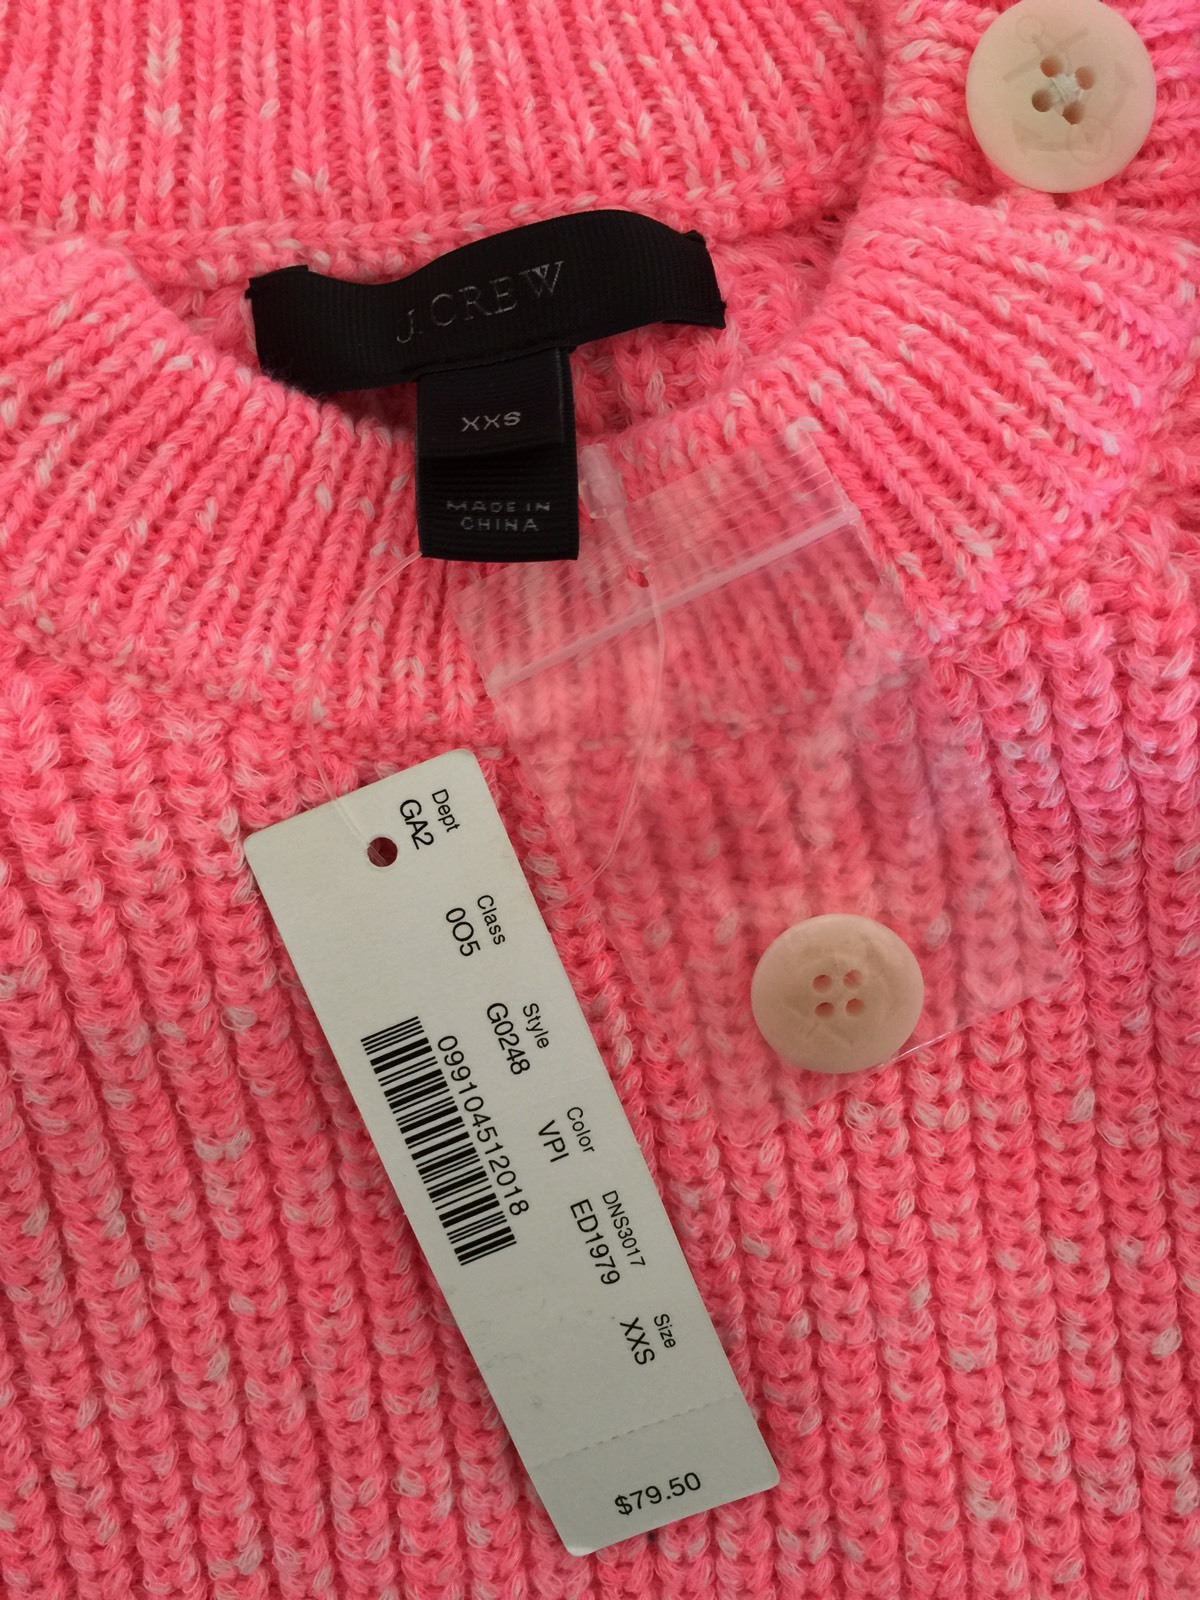 J.CREW
XXS
MADE IN
CHINA
Dept
GA2
Class
0O5
Style
G0248
Color
VPI
DNS3017
ED1979
Size
XXS
099104512018
$79.50